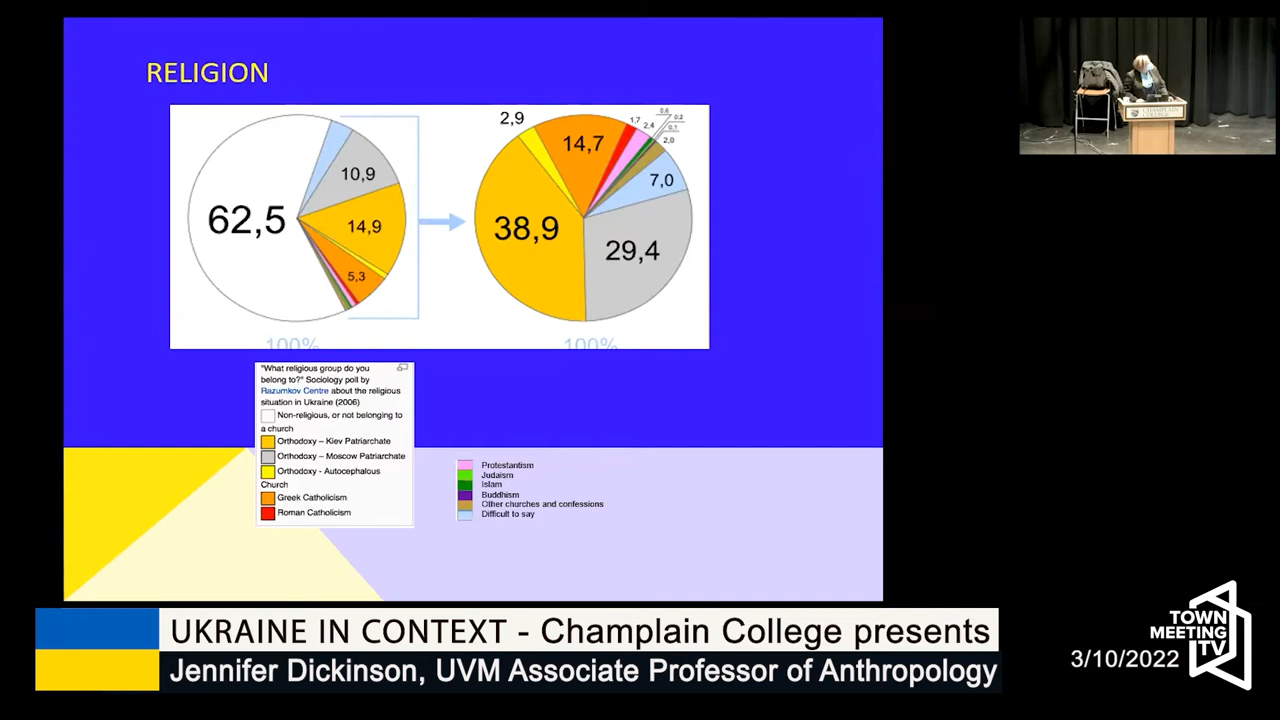 RELIGION
62,5
10,9
14,9
5,3
100%
2,9
14,7
1,7
2,4
0,6
0,2
0,1
2,0
7,0
38,9
29,4
100%
"What religious group do you
belong to?" Sociology poll by
Razumkov Centre about the religious
situation in Ukraine (2006)
Non-religious, or not belonging to
a church
Orthodoxy – Kiev Patriarchate
Orthodoxy – Moscow Patriarchate
Orthodoxy - Autocephalous
Church
Greek Catholicism
Roman Catholicism
Protestantism
Judaism
Islam
Buddhism
Other churches and confessions
Difficult to say
CHAMPLAIN
COLLEGE
UKRAINE IN CONTEXT - Champlain College presents
Jennifer Dickinson, UVM Associate Professor of Anthropology
3/10/2022
TOWN
MEETING
TV